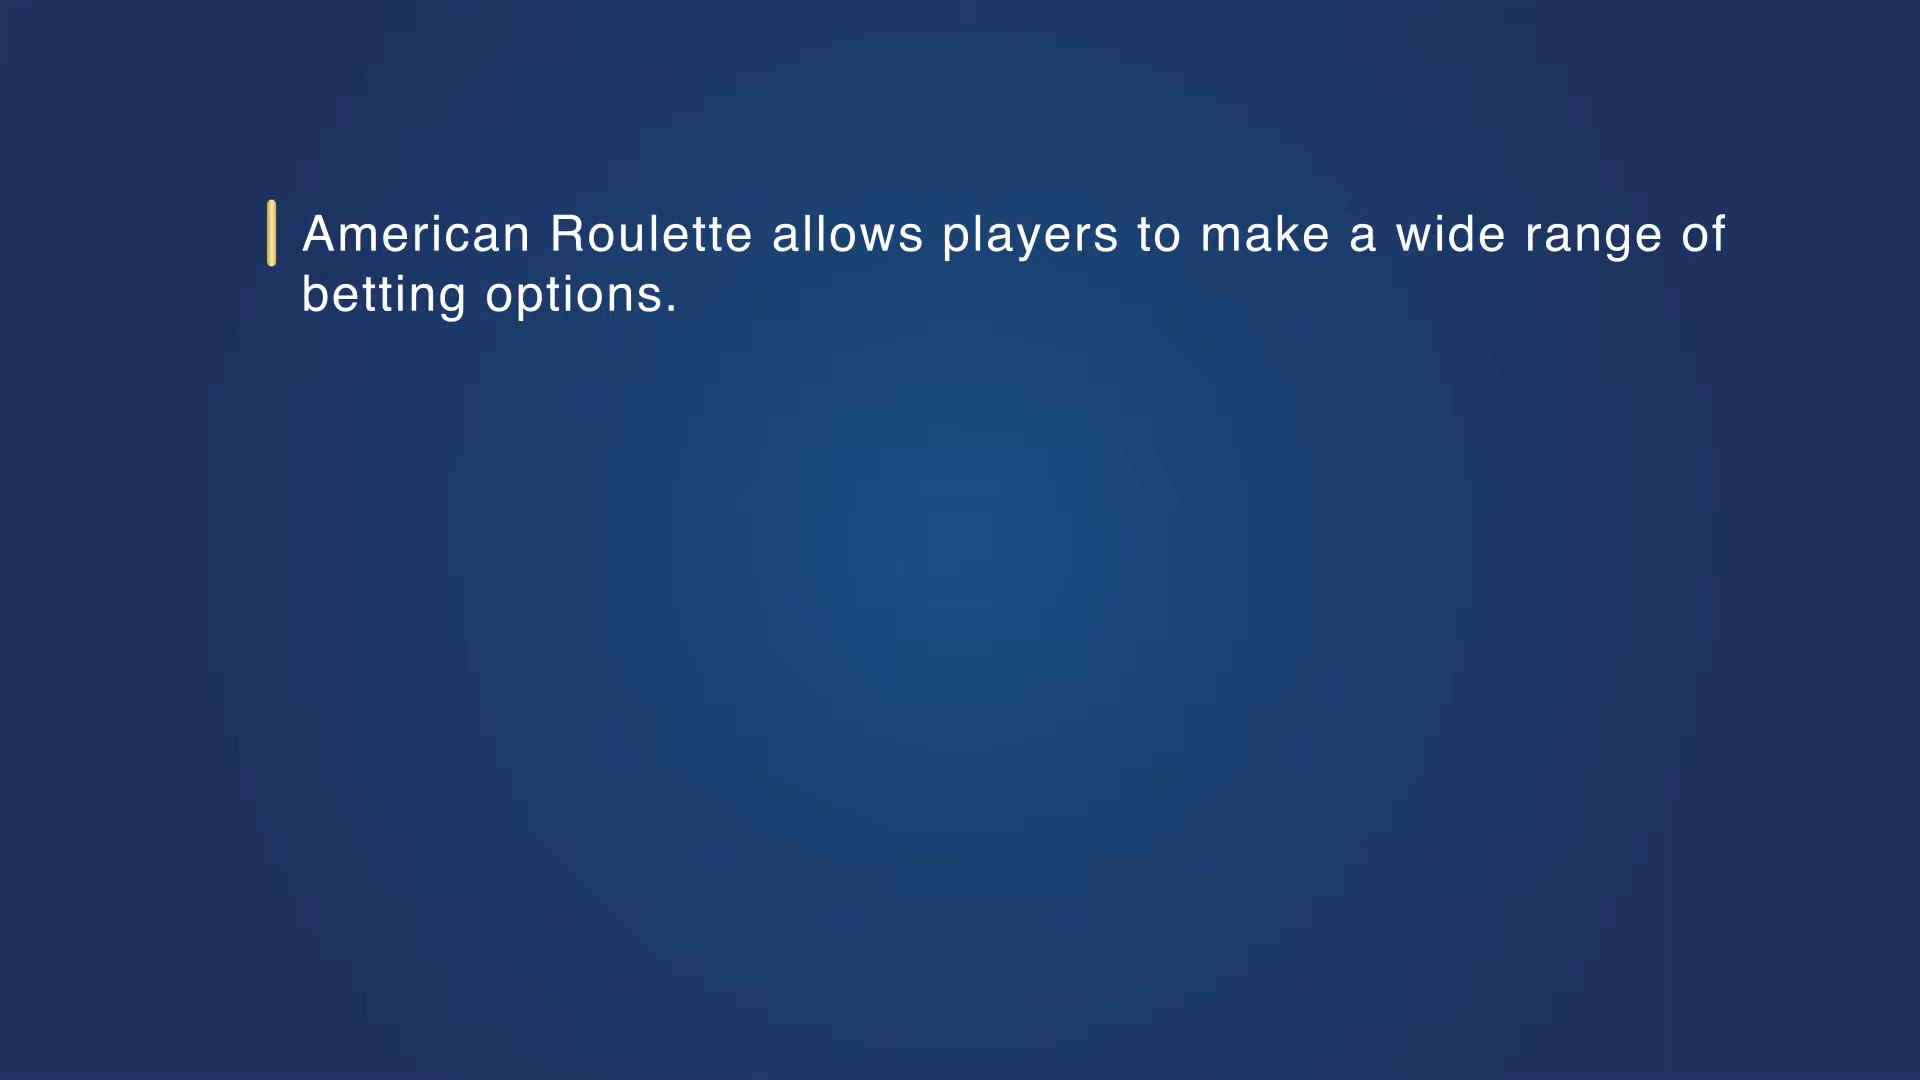 American Roulette allows players to make a wide range of
betting options.